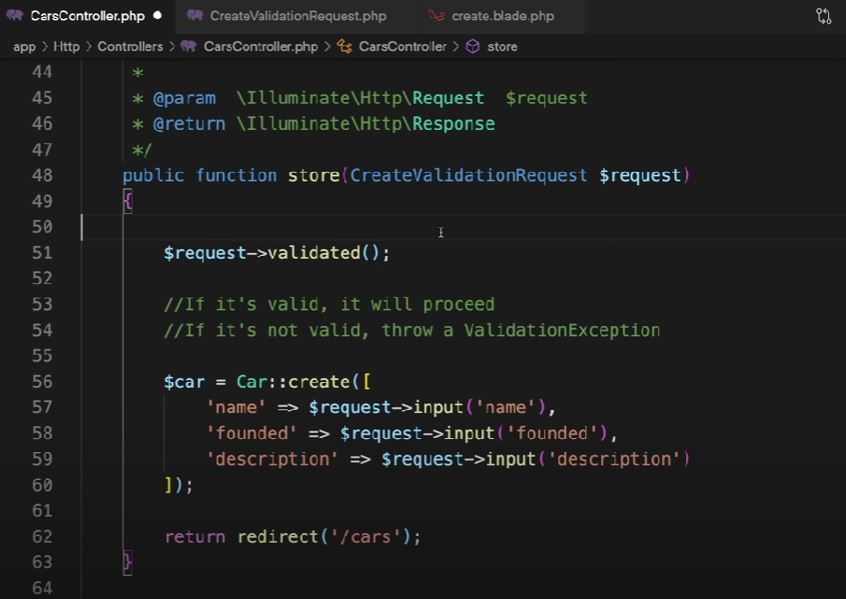 CarsController.php CreateValidationRequest.php create.blade.php
app > Http > Controllers > CarsController.php > CarsController > store
44 *
45 * @param \Illuminate\Http\Request $request
46 * @return \Illuminate\Http\Response
47 */
48 public function store(CreateValidationRequest $request)
49 {
50
51 $request->validated();
52
53 //If it's valid, it will proceed
54 //If it's not valid, throw a ValidationException
55
56 $car = Car::create([
57 'name' => $request->input('name'),
58 'founded' => $request->input('founded'),
59 'description' => $request->input('description')
60 ]);
61
62 return redirect('/cars');
63 }
64